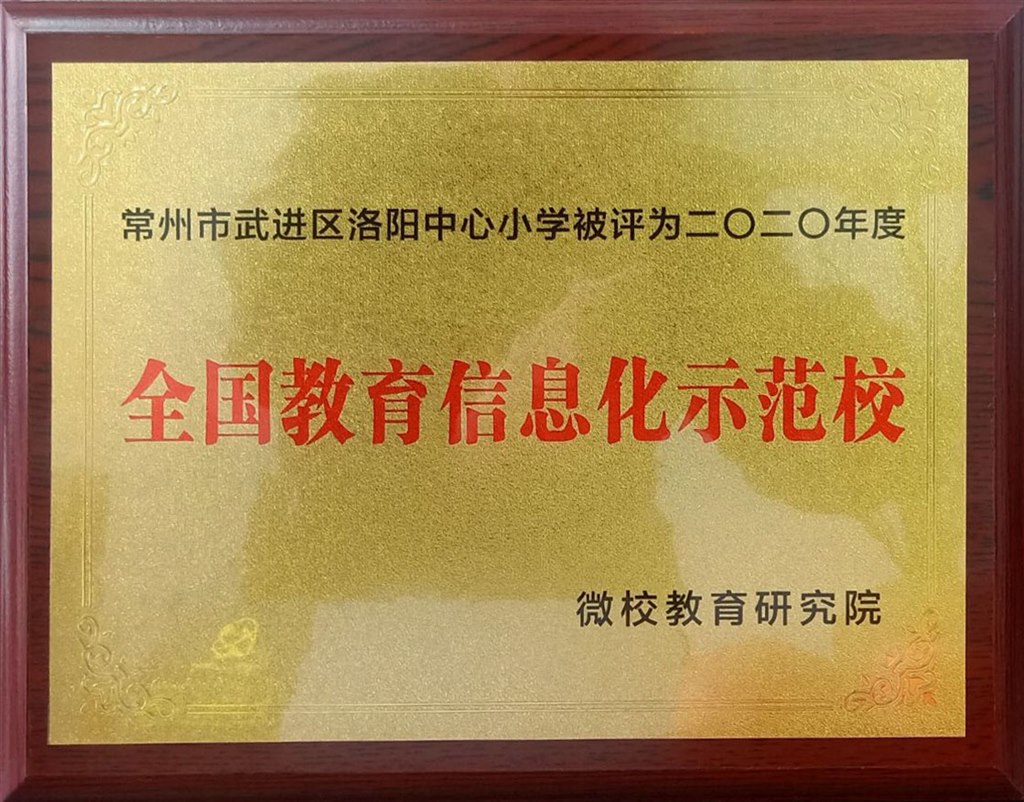 常州市武进区洛阳中心小学被评为二〇二〇年度
全国教育信息化示范校
微校教育研究院